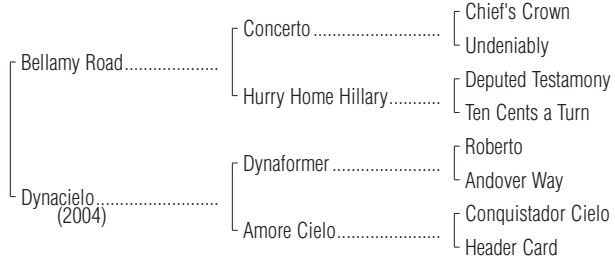 Chief's Crown
Concerto ...........................
Undeniably
Bellamy Road....................
Deputed Testamony
Hurry Home Hillary...........
Ten Cents a Turn
Roberto
Dynaformer .......................
Andover Way
Dynacielo..........................
(2004)
Conquistador Cielo
Amore Cielo......................
Header Card